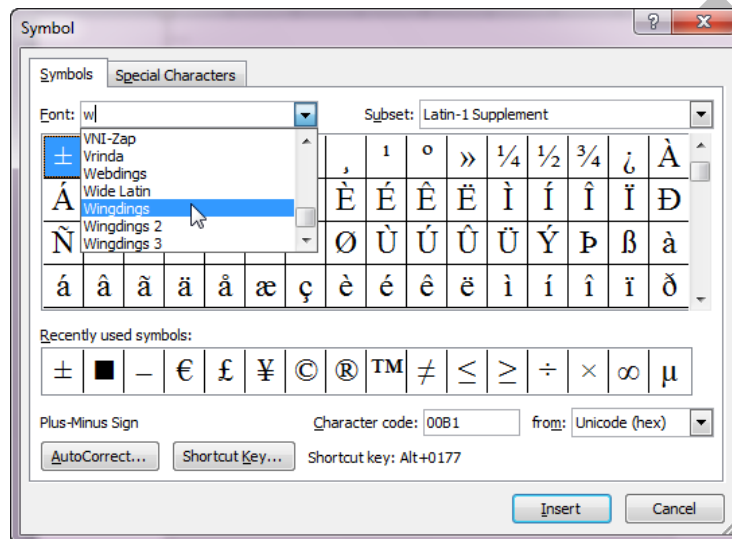 Symbol
Symbols Special Characters
Font: w Subset: Latin-1 Supplement
VNI-Zap
Vrinda
Webdings
Wide Latin
Wingdings
Wingdings 2
Wingdings 3
± ¸ ¹ º » ¼ ½ ¾ ¿ À
Á È É Ê Ë Ì Í Î Ï Ð
Ñ Ø Ù Ú Û Ü Ý Þ ß à
á â ã ä å æ ç è é ê ë ì í î ï ð
Recently used symbols:
± ■ – € £ ¥ © ® ™ ≠ ≤ ≥ ÷ × ∞ µ
Plus-Minus Sign Character code: 00B1 from: Unicode (hex)
AutoCorrect... Shortcut Key... Shortcut key: Alt+0177
Insert Cancel